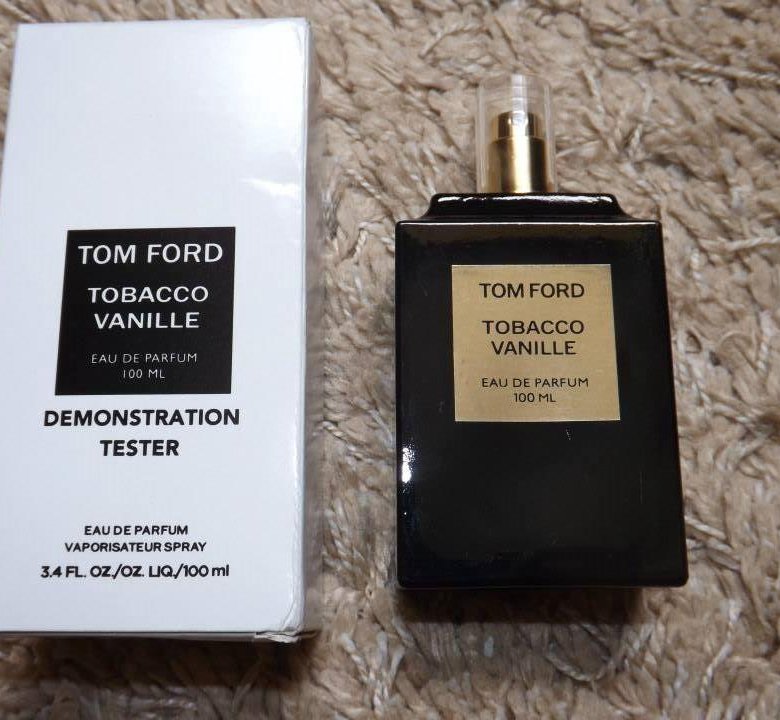 TOM FORD
TOBACCO
VANILLE
EAU DE PARFUM
100 ML
DEMONSTRATION
TESTER
EAU DE PARFUM
VAPORISATEUR SPRAY
3.4 FL. OZ./OZ. LIQ./100 ml
TOM FORD
TOBACCO
VANILLE
EAU DE PARFUM
100 ML